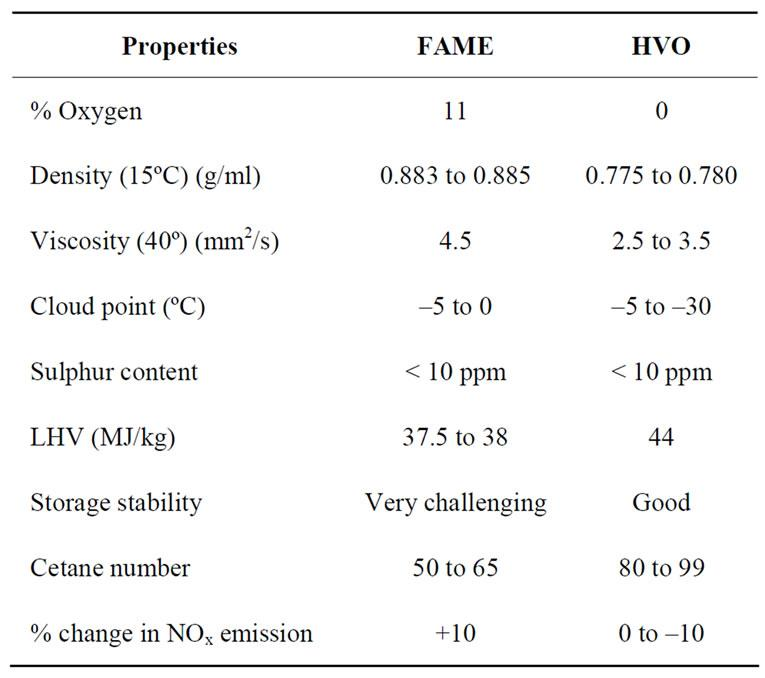 Properties FAME HVO
% Oxygen 11 0
Density (15ºC) (g/ml) 0.883 to 0.885 0.775 to 0.780
Viscosity (40º) (mm²/s) 4.5 2.5 to 3.5
Cloud point (ºC) –5 to 0 –5 to –30
Sulphur content < 10 ppm < 10 ppm
LHV (MJ/kg) 37.5 to 38 44
Storage stability Very challenging Good
Cetane number 50 to 65 80 to 99
% change in NOₓ emission +10 0 to –10